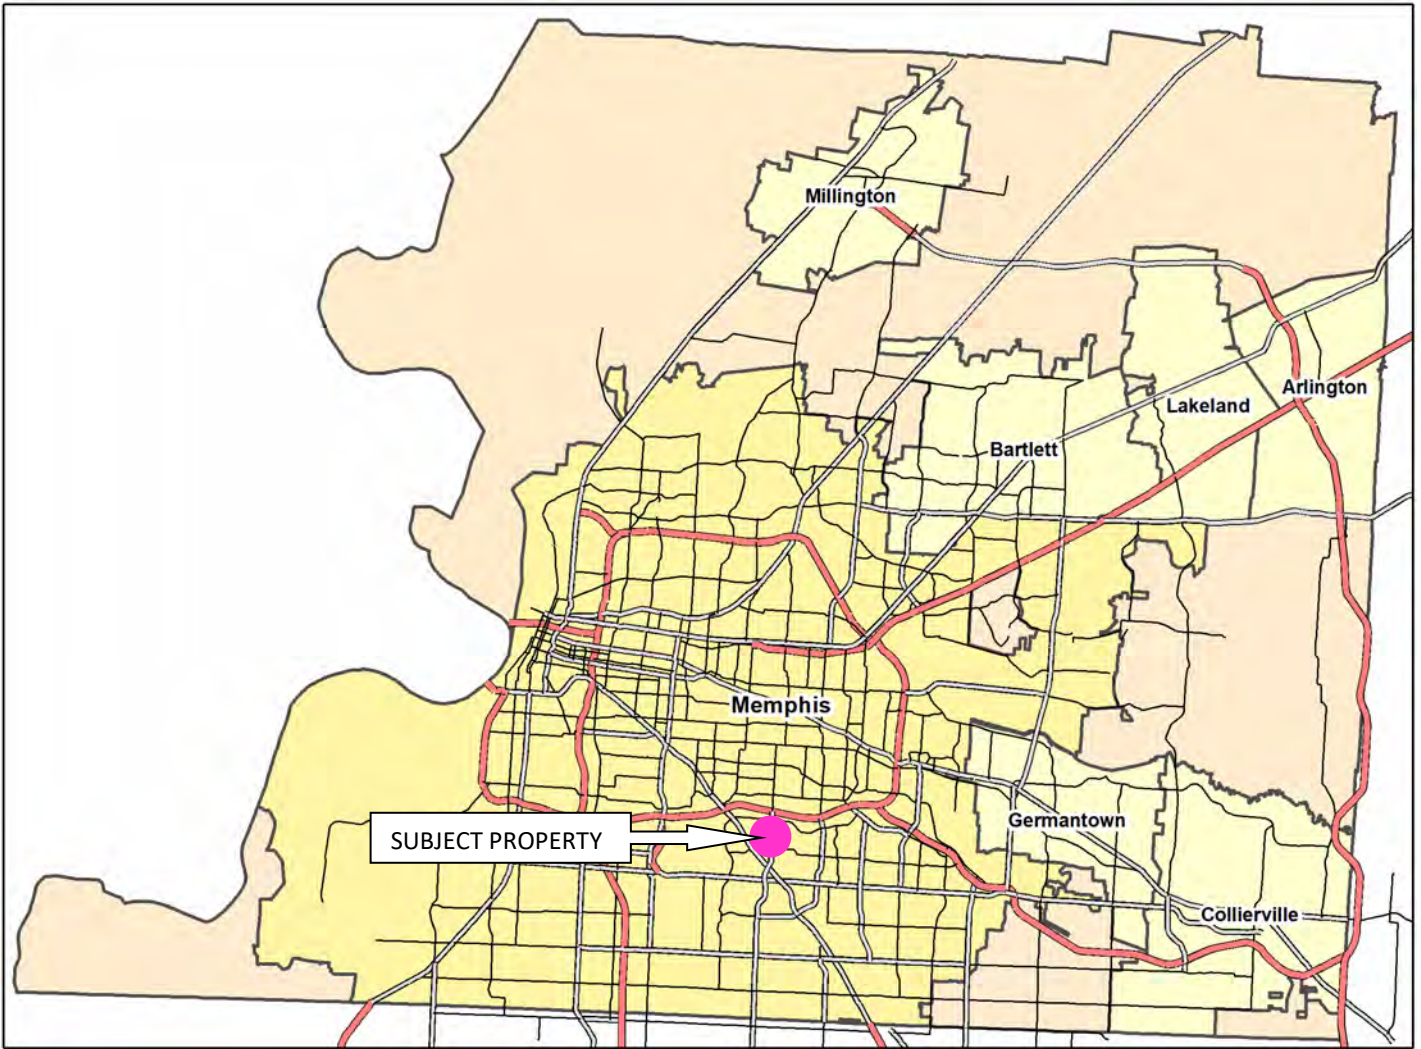 Millington
Arlington
Lakeland
Bartlett
Memphis
Germantown
SUBJECT PROPERTY
Collierville